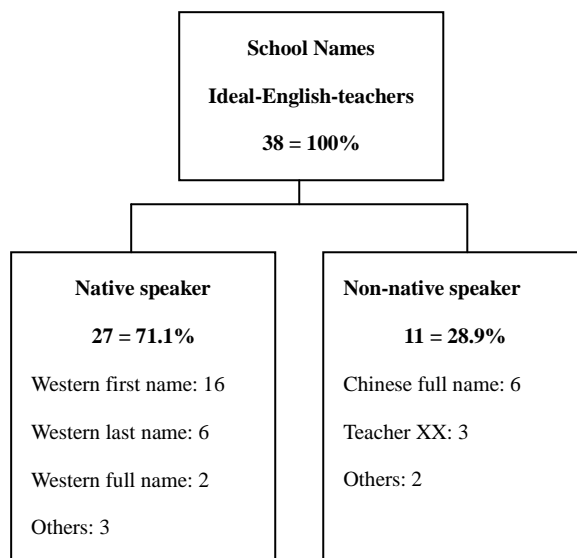 School Names
Ideal-English-teachers
38 = 100%
Native speaker
27 = 71.1%
Western first name: 16
Western last name: 6
Western full name: 2
Others: 3
Non-native speaker
11 = 28.9%
Chinese full name: 6
Teacher XX: 3
Others: 2